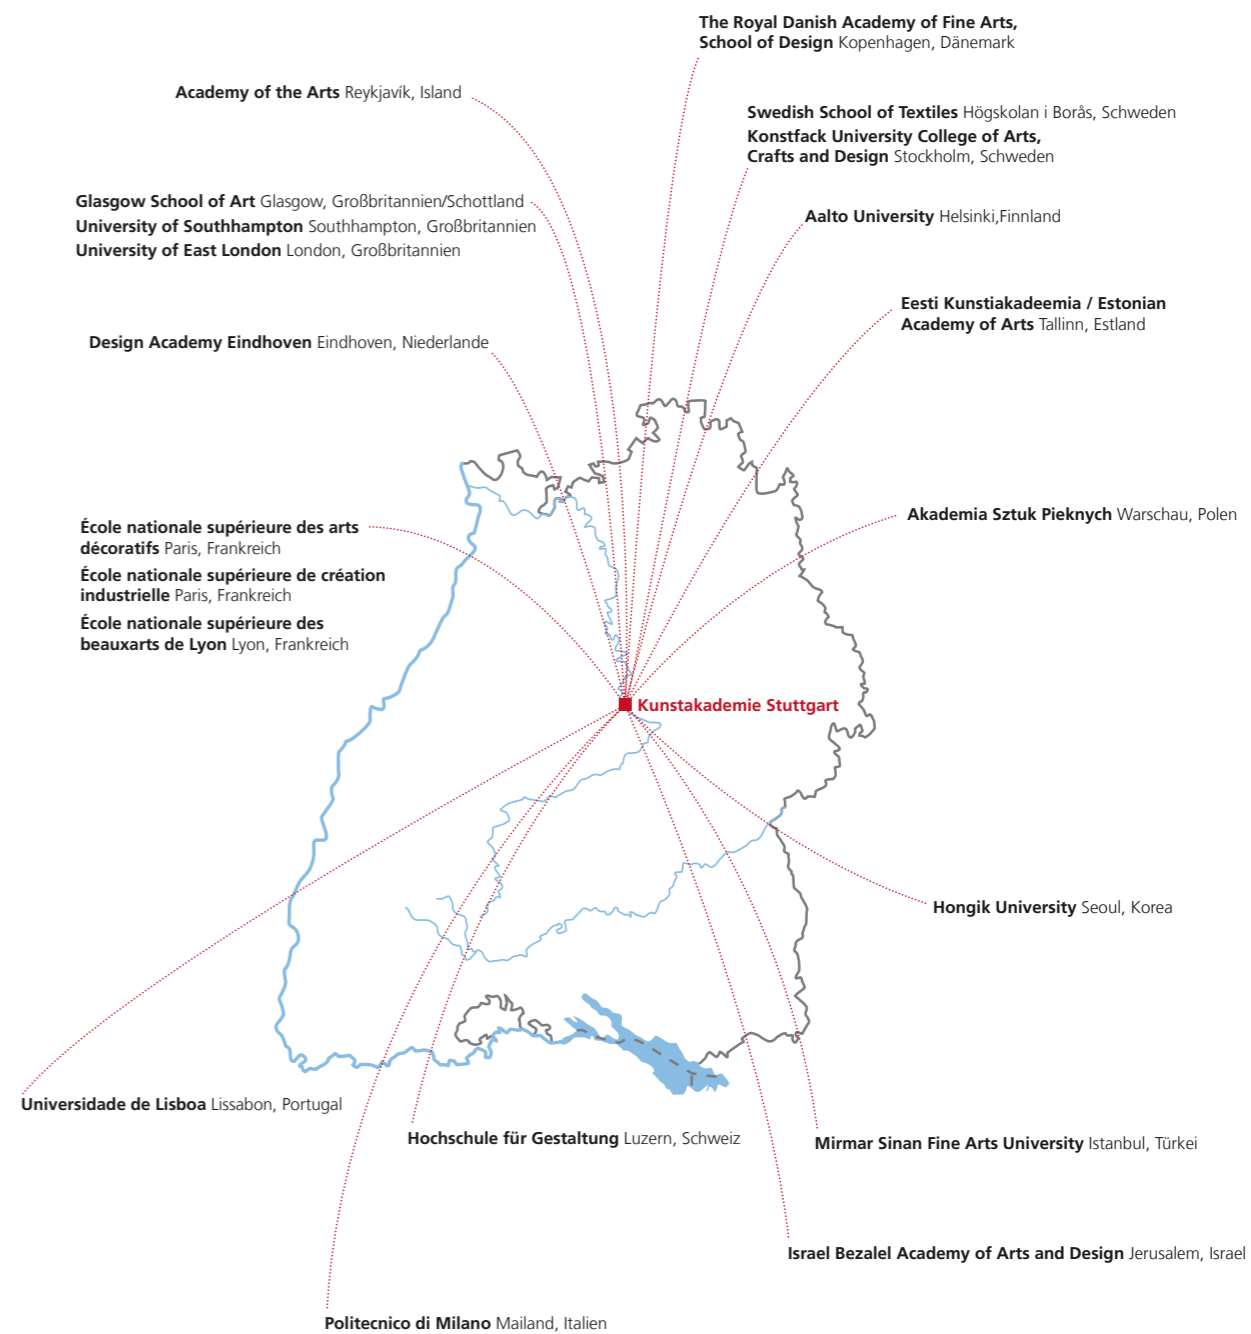 The Royal Danish Academy of Fine Arts,
School of Design Kopenhagen, Dänemark
Academy of the Arts Reykjavík, Island
Swedish School of Textiles Högskolan i Borås, Schweden
Konstfack University College of Arts,
Crafts and Design Stockholm, Schweden
Glasgow School of Art Glasgow, Großbritannien/Schottland
University of Southhampton Southhampton, Großbritannien
University of East London London, Großbritannien
Aalto University Helsinki,Finnland
Eesti Kunstiakadeemia / Estonian
Academy of Arts Tallinn, Estland
Design Academy Eindhoven Eindhoven, Niederlande
Akademia Sztuk Pieknych Warschau, Polen
École nationale supérieure des arts
décoratifs Paris, Frankreich
École nationale supérieure de création
industrielle Paris, Frankreich
École nationale supérieure des
beauxarts de Lyon Lyon, Frankreich
Kunstakademie Stuttgart
Hongik University Seoul, Korea
Universidade de Lisboa Lissabon, Portugal
Hochschule für Gestaltung Luzern, Schweiz
Mirmar Sinan Fine Arts University Istanbul, Türkei
Israel Bezalel Academy of Arts and Design Jerusalem, Israel
Politecnico di Milano Mailand, Italien